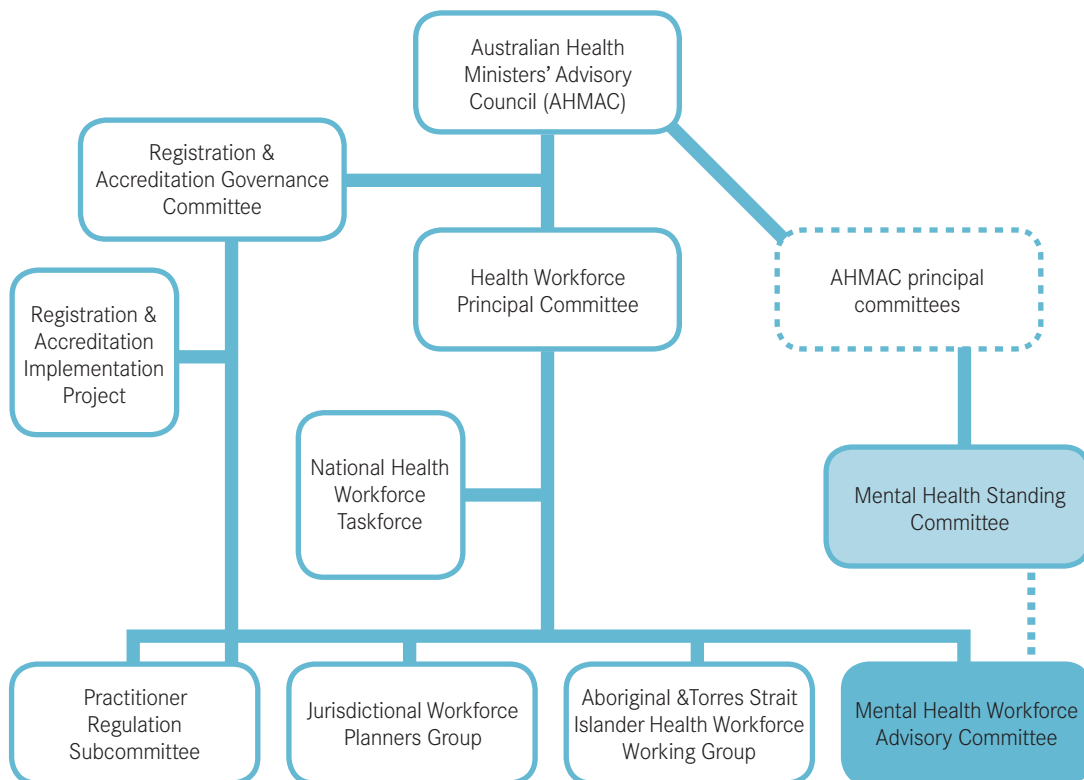 Australian Health
Ministers’ Advisory
Council (AHMAC)
Registration &
Accreditation Governance
Committee
Health Workforce
Principal Committee
AHMAC principal
committees
Registration &
Accreditation
Implementation
Project
National Health
Workforce
Taskforce
Mental Health Standing
Committee
Practitioner
Regulation
Subcommittee
Jurisdictional Workforce
Planners Group
Aboriginal &Torres Strait
Islander Health Workforce
Working Group
Mental Health Workforce
Advisory Committee